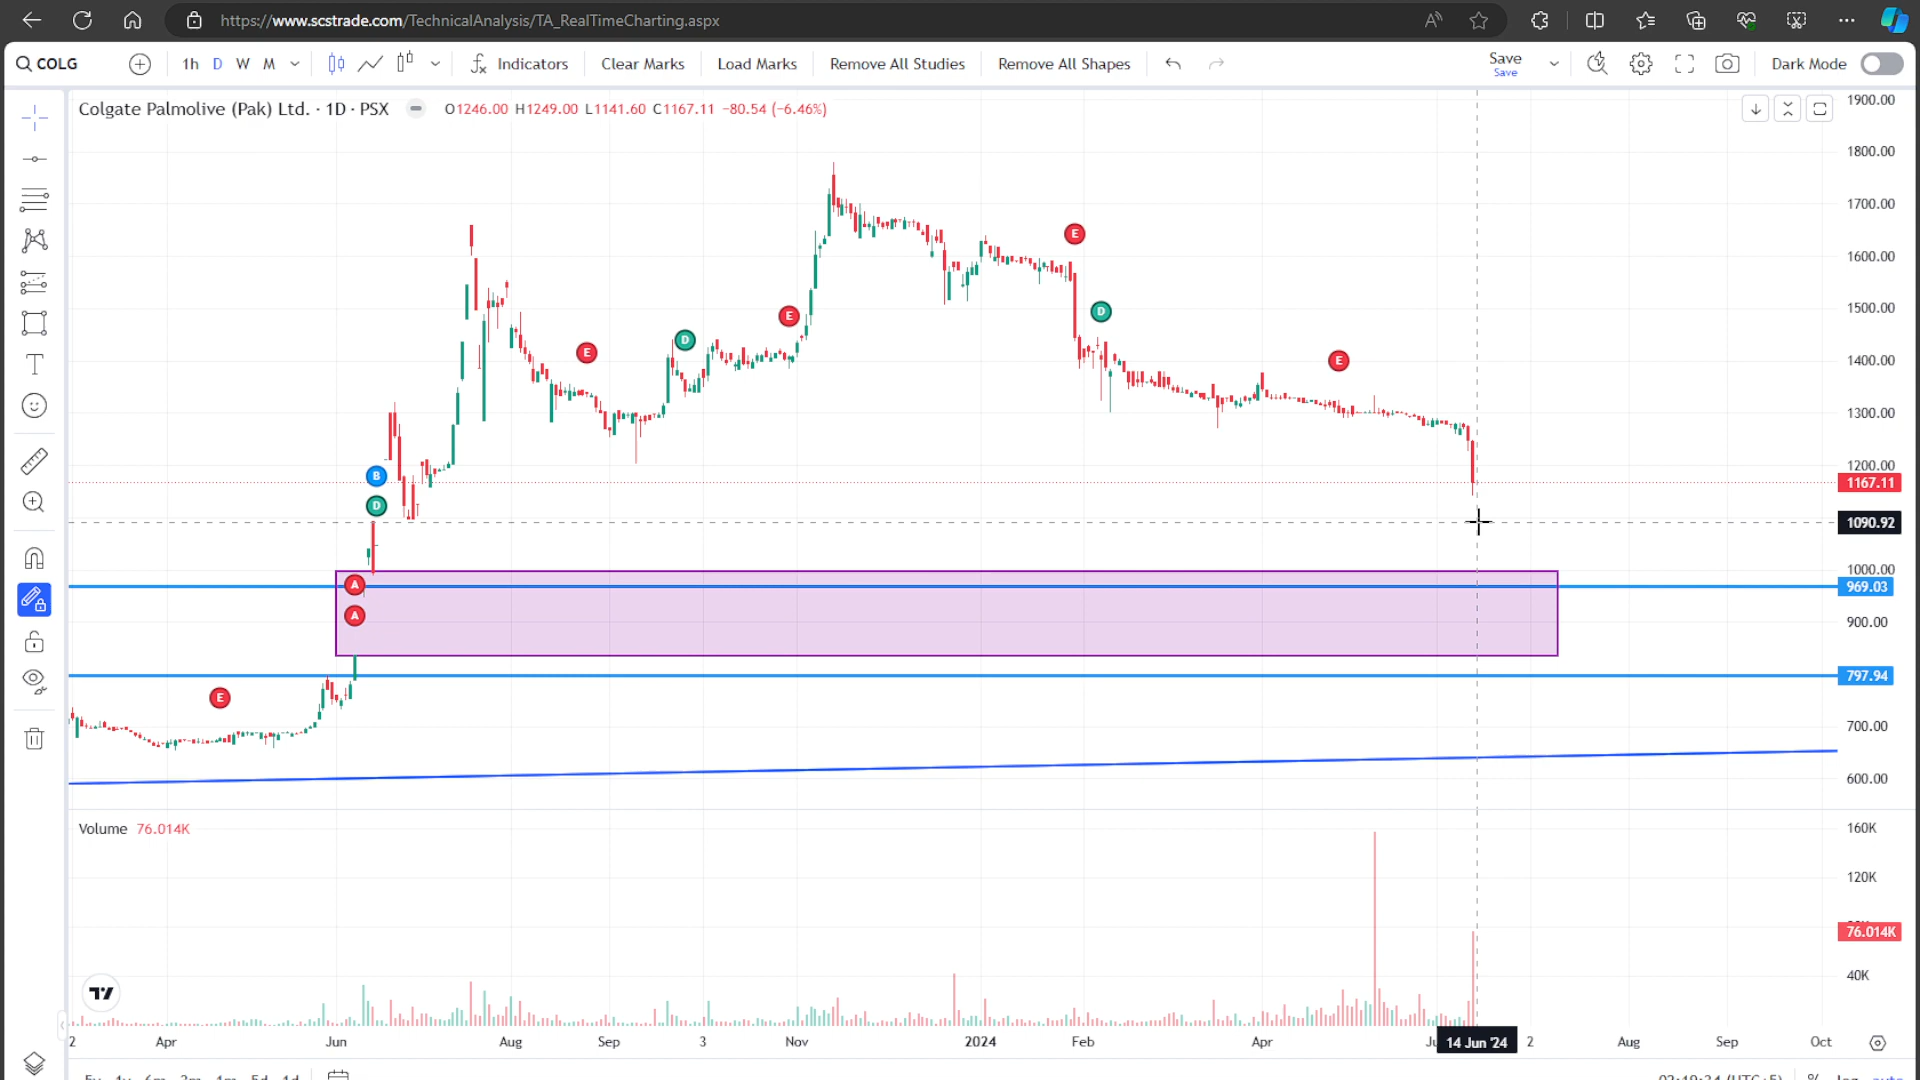 https://www.scstrade.com/TechnicalAnalysis/TA_RealTimeCharting.aspx
COLG 1h D W M Indicators Clear Marks Load Marks Remove All Studies Remove All Shapes Save Dark Mode
Save
Colgate Palmolive (Pak) Ltd. · 1D · PSX O1246.00 H1249.00 L1141.60 C1167.11 −80.54 (−6.46%)
1900.00
1800.00
1700.00
1600.00
1500.00
1400.00
1300.00
1200.00
1167.11
1090.92
1000.00
969.03
900.00
797.94
700.00
600.00
E
E
D
E
D
E
E
B
D
A
A
E
Volume 76.014K
160K
120K
76.014K
40K
2 Apr Jun Aug Sep 3 Nov 2024 Feb Apr 14 Jun '24 2 Aug Sep Oct